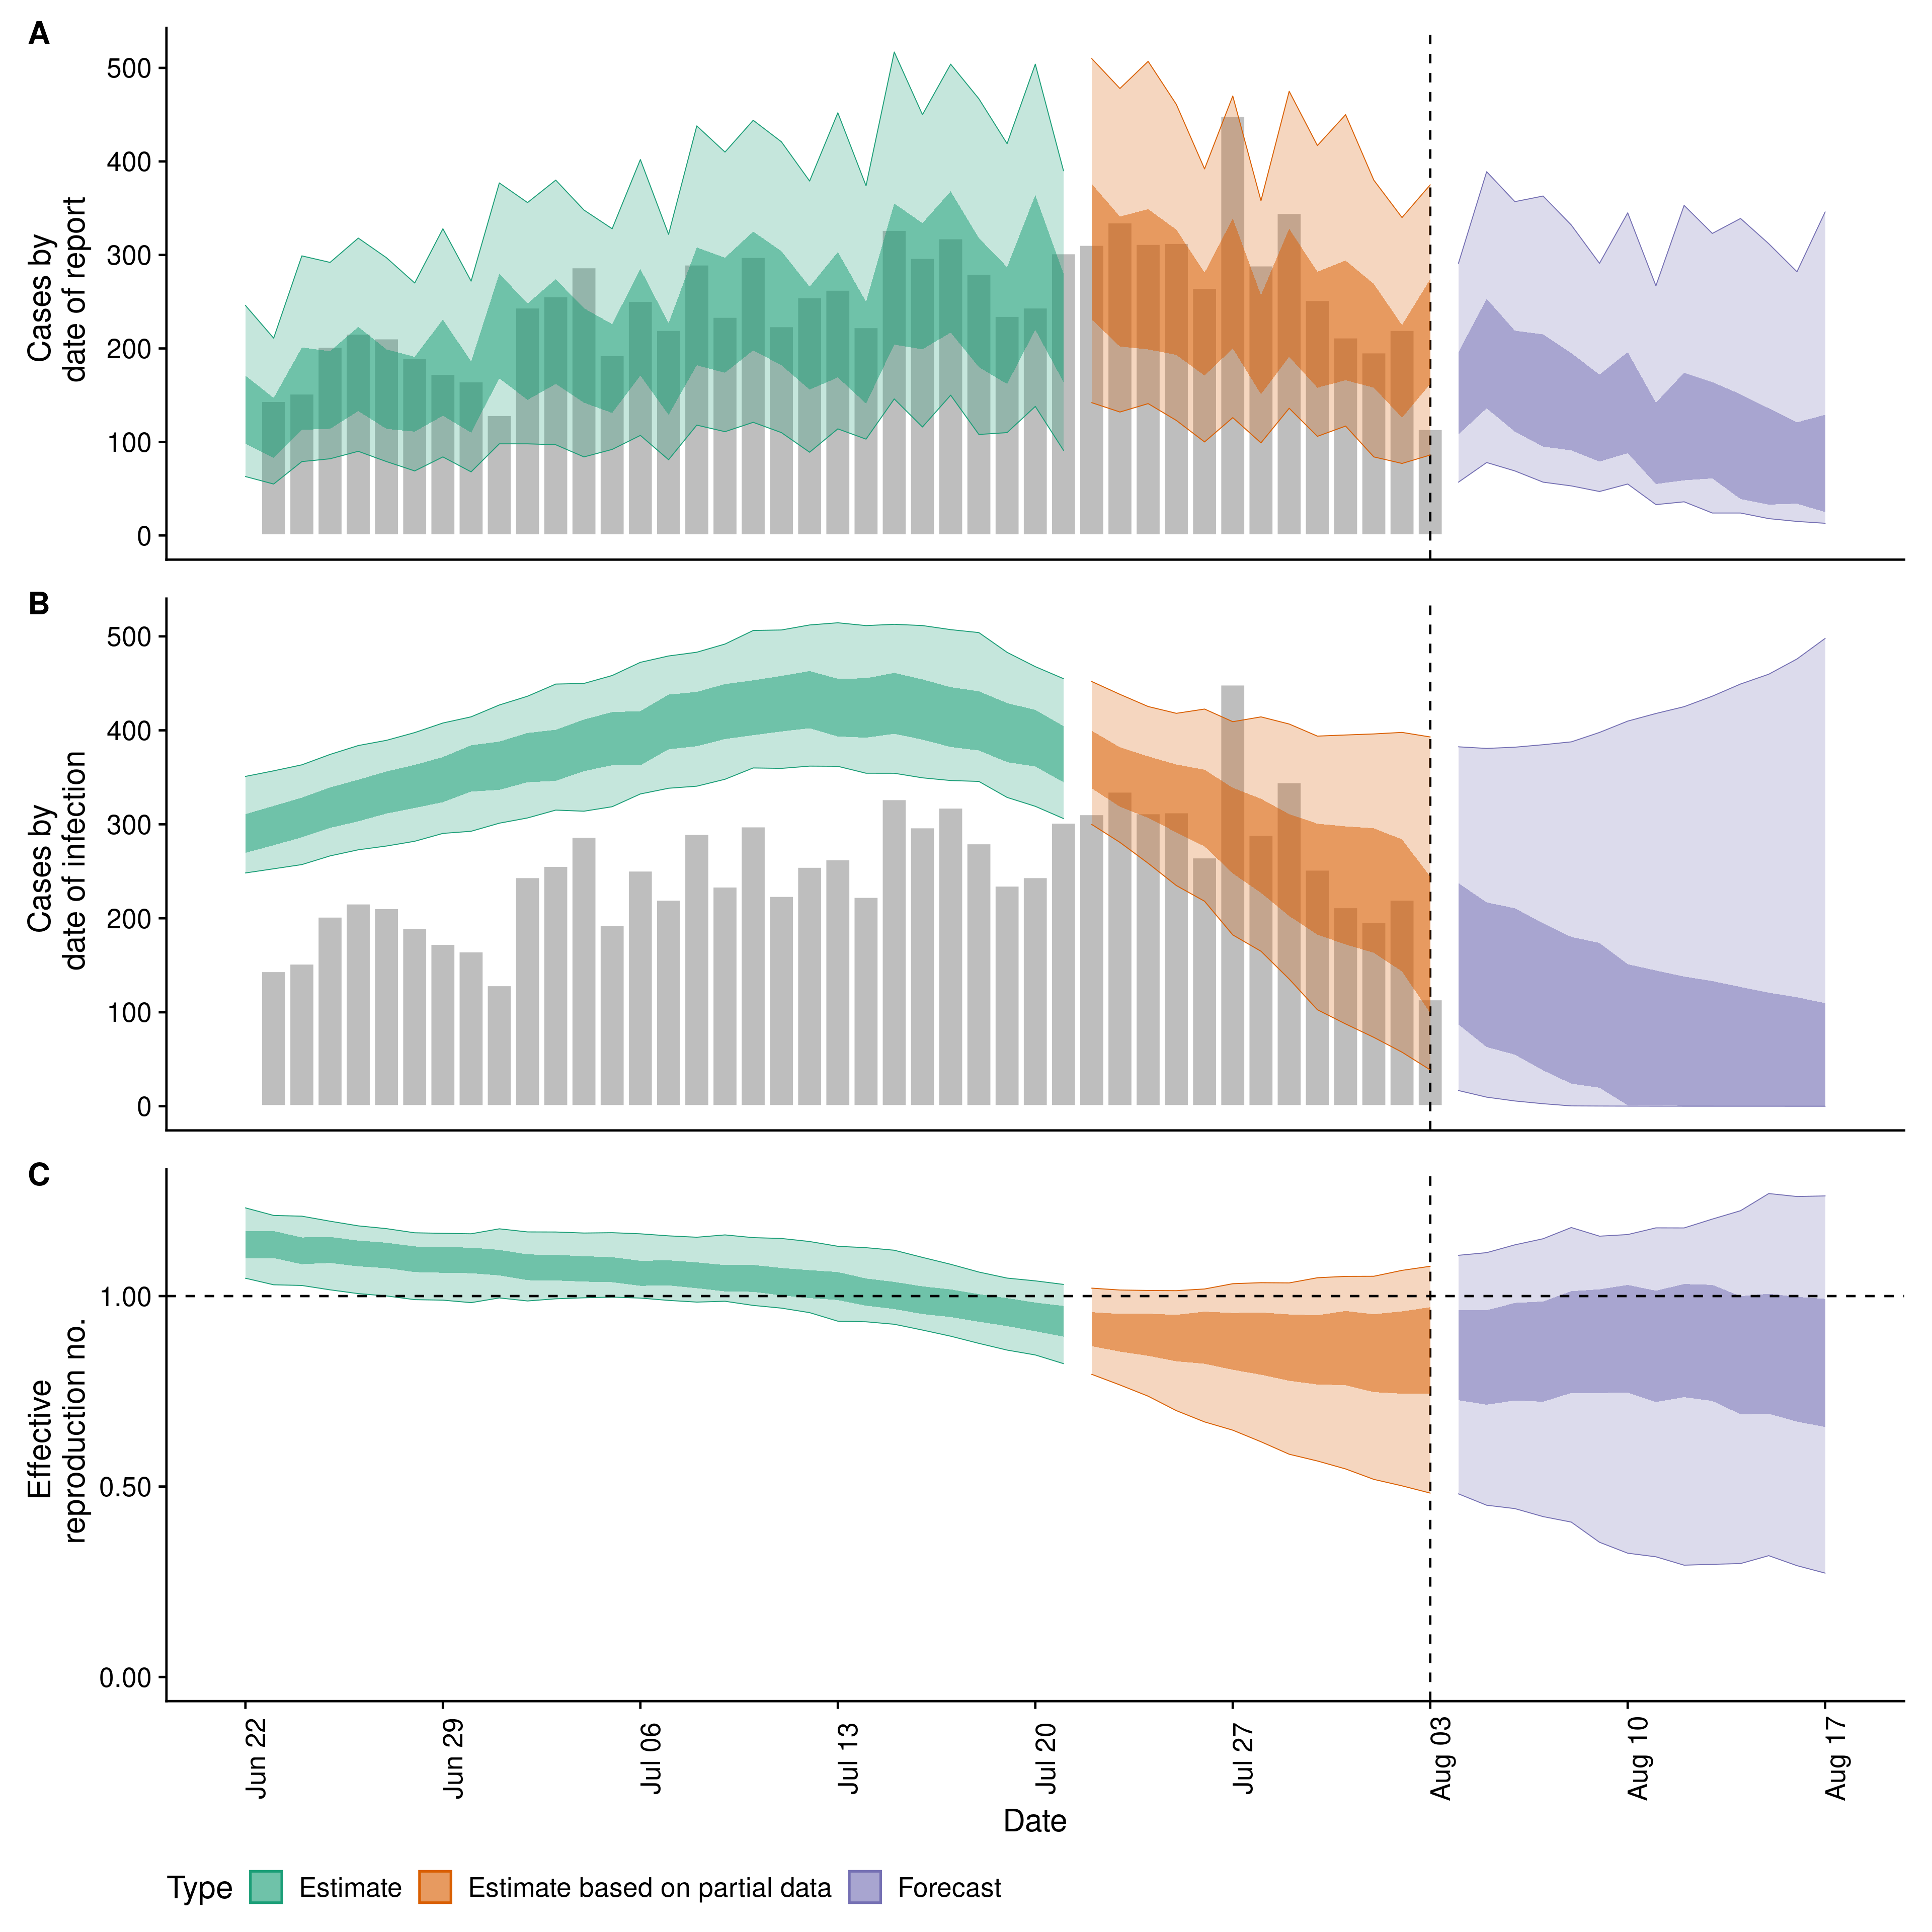 A
500
400
300
200
100
0
Cases by
date of report
B
500
400
300
200
100
0
Cases by
date of infection
C
1.00
0.50
0.00
Effective
reproduction no.
Jun 22
Jun 29
Jul 06
Jul 13
Jul 20
Jul 27
Aug 03
Aug 10
Aug 17
Date
Type Estimate Estimate based on partial data Forecast